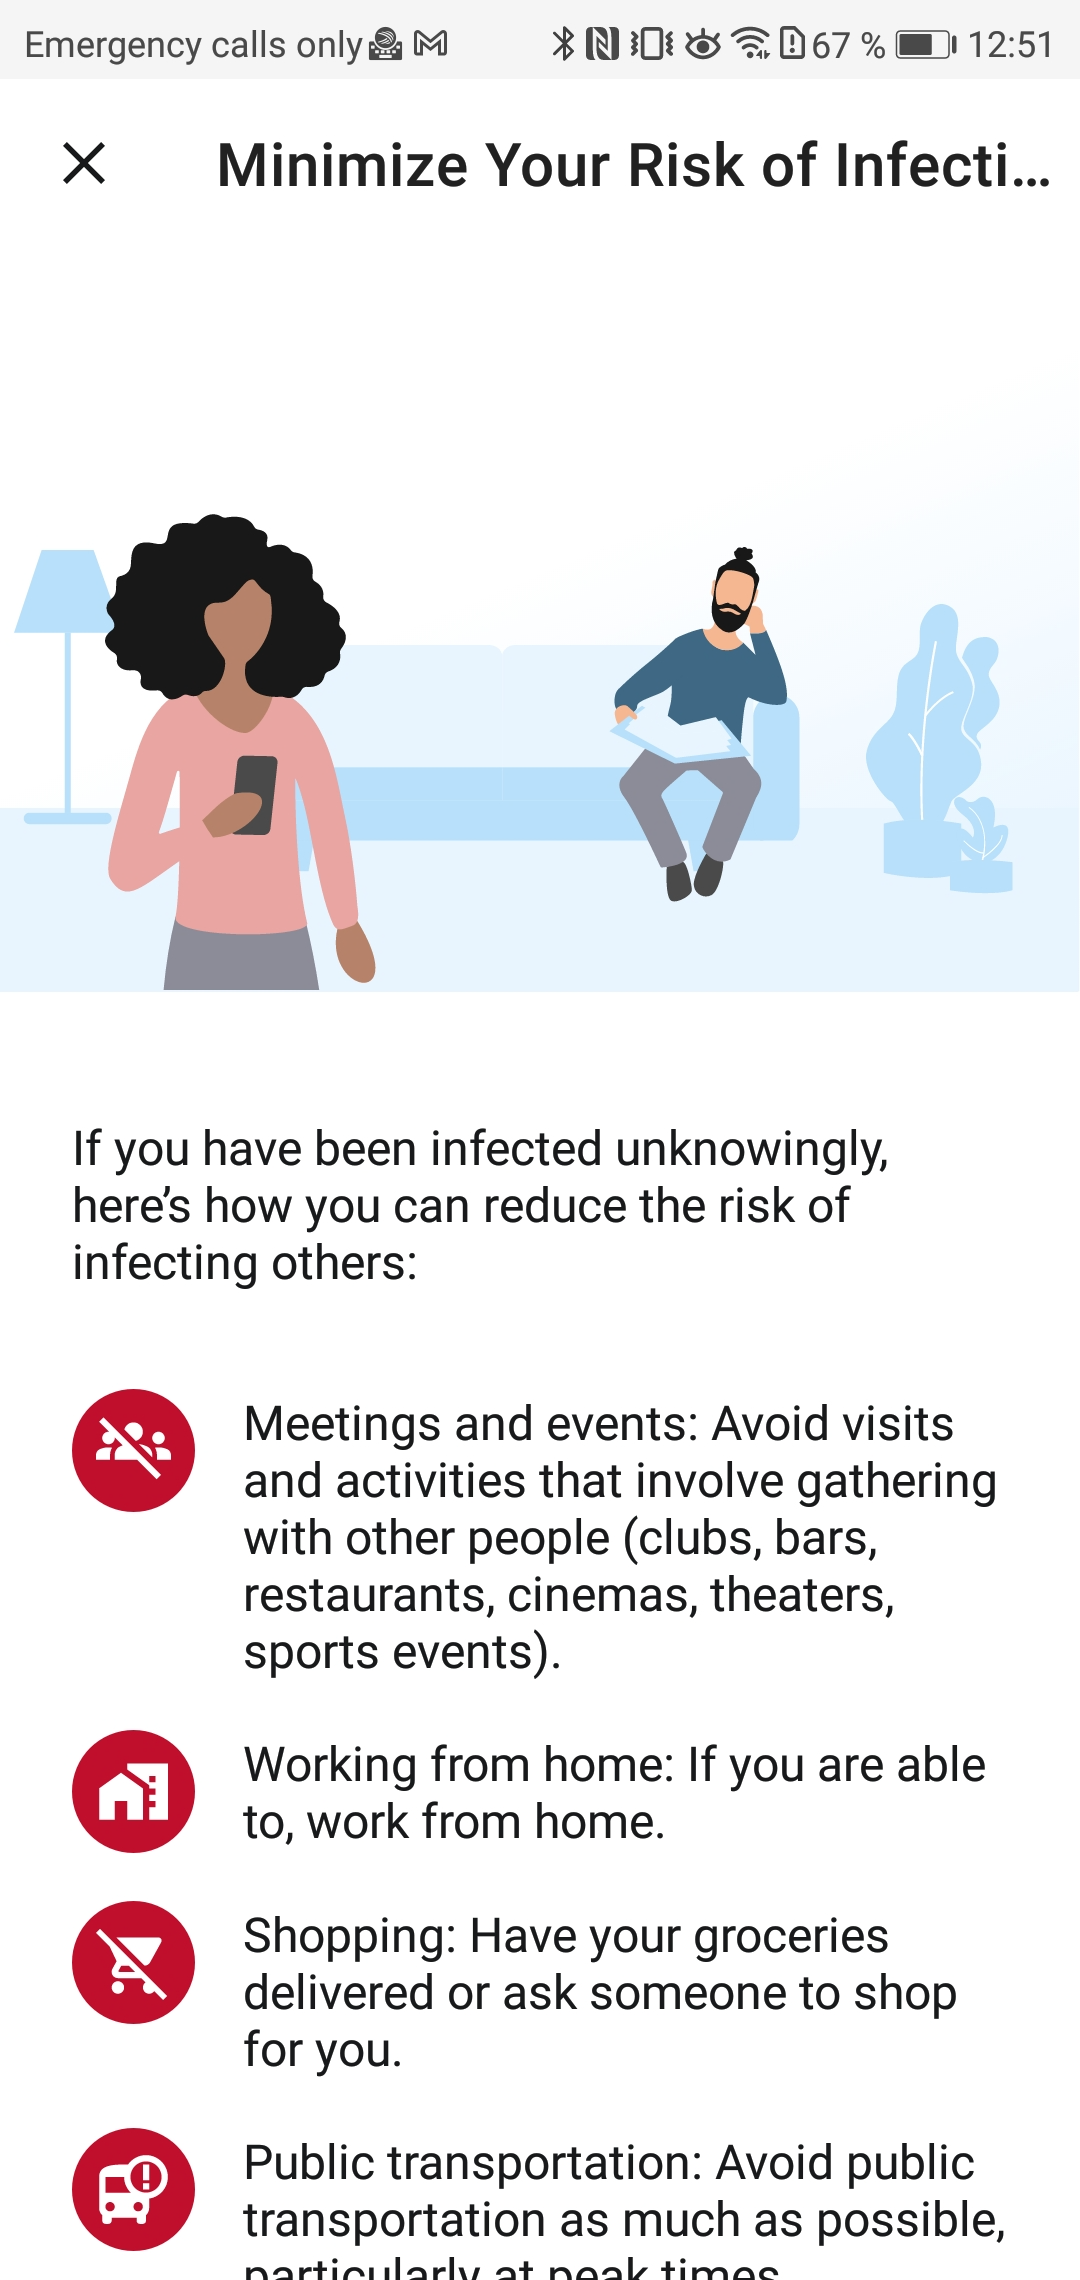 Emergency calls only 67 % 12:51
Minimize Your Risk of Infecti...
If you have been infected unknowingly,
here’s how you can reduce the risk of
infecting others:
Meetings and events: Avoid visits
and activities that involve gathering
with other people (clubs, bars,
restaurants, cinemas, theaters,
sports events).
Working from home: If you are able
to, work from home.
Shopping: Have your groceries
delivered or ask someone to shop
for you.
Public transportation: Avoid public
transportation as much as possible,
particularly at peak times